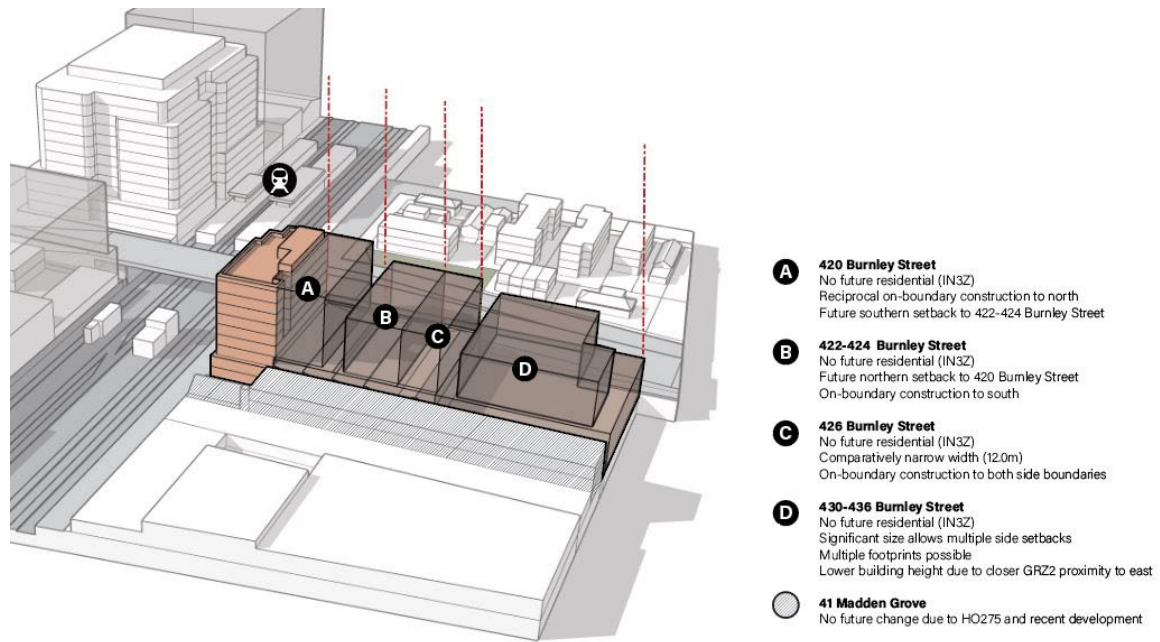 A
B
C
D
A
420 Burnley Street
No future residential (IN3Z)
Reciprocal on-boundary construction to north
Future southern setback to 422-424 Burnley Street
B
422-424 Burnley Street
No future residential (IN3Z)
Future northern setback to 420 Burnley Street
On-boundary construction to south
C
426 Burnley Street
No future residential (IN3Z)
Comparatively narrow width (12.0m)
On-boundary construction to both side boundaries
D
430-436 Burnley Street
No future residential (IN3Z)
Significant size allows multiple side setbacks
Multiple footprints possible
Lower building height due to closer GRZ2 proximity to east
41 Madden Grove
No future change due to HO275 and recent development